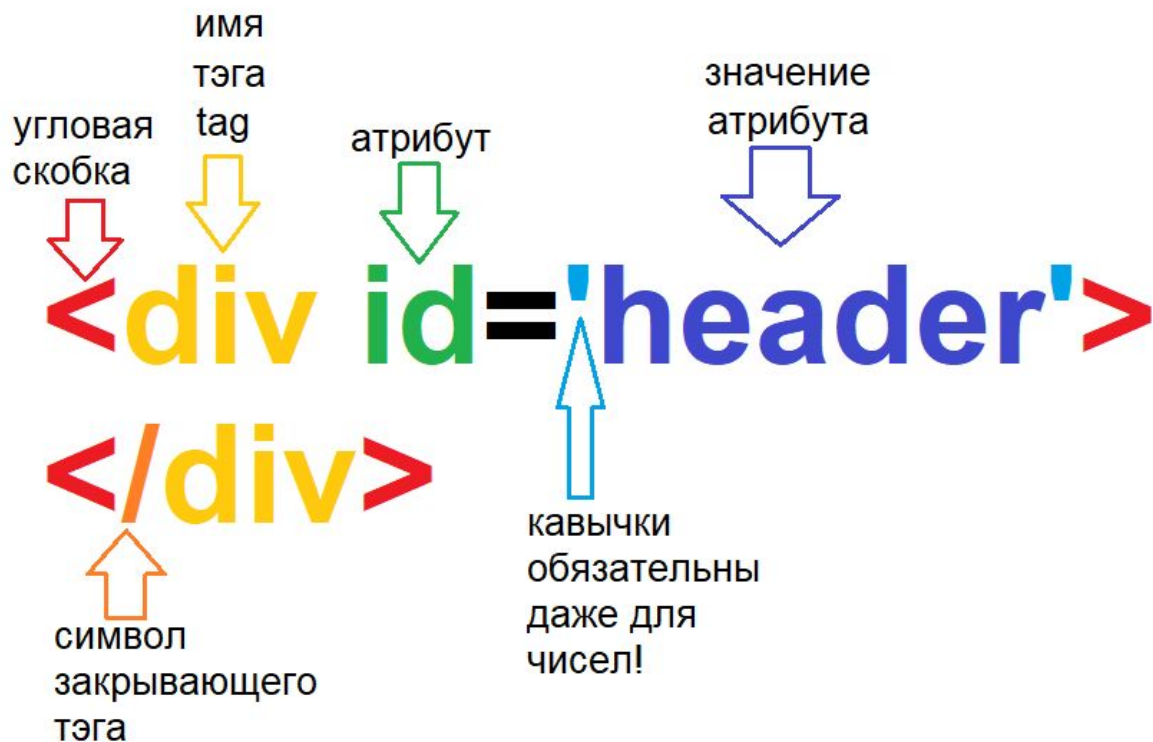 имя
тэга
tag
угловая
скобка
атрибут
значение
атрибута
<div id='header'>
</div>
кавычки
обязательны
даже для
чисел!
символ
закрывающего
тэга